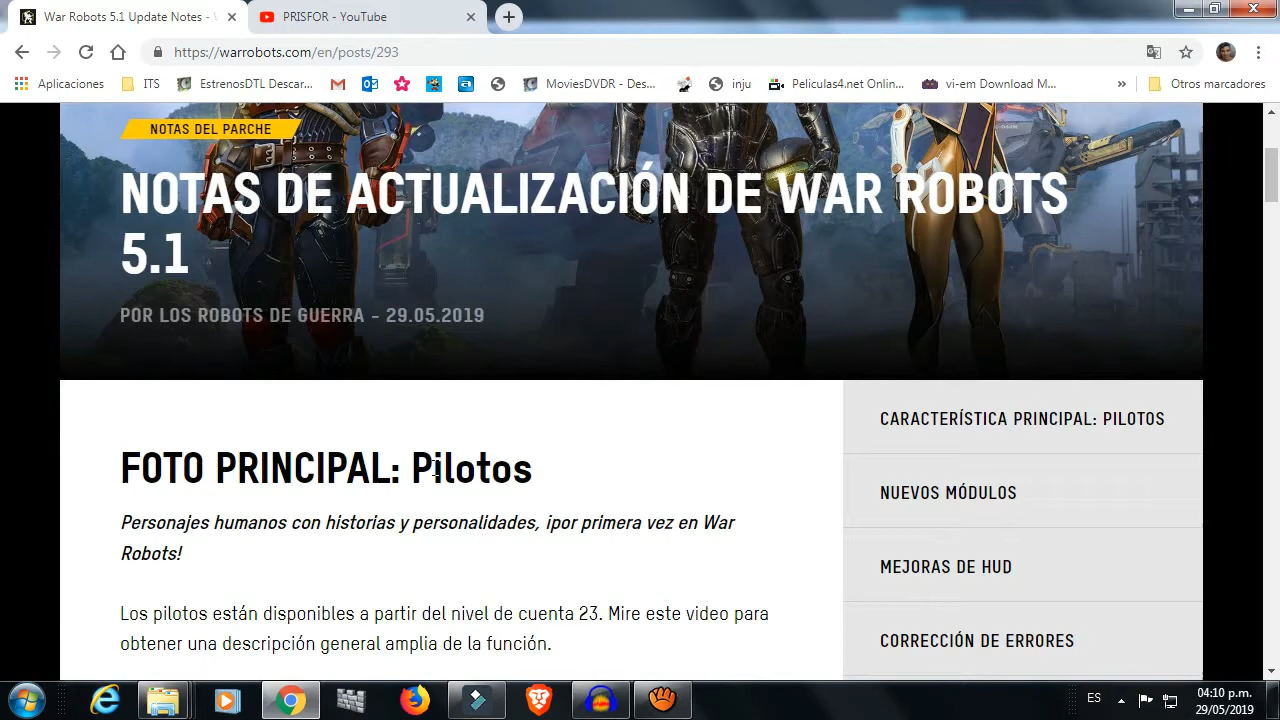 War Robots 5.1 Update Notes -
PRISFOR - YouTube
https://warrobots.com/en/posts/293
Aplicaciones
ITS
EstrenosDTL Descar...
MoviesDVDR - Des...
inju
Peliculas4.net Onlin...
vi-em Download M...
»
Otros marcadores
NOTAS DEL PARCHE
NOTAS DE ACTUALIZACIÓN DE WAR ROBOTS
5.1
POR LOS ROBOTS DE GUERRA - 29.05.2019
FOTO PRINCIPAL: Pilotos
Personajes humanos con historias y personalidades, ¡por primera vez en War
Robots!
Los pilotos están disponibles a partir del nivel de cuenta 23. Mire este video para
obtener una descripción general amplia de la función.
CARACTERÍSTICA PRINCIPAL: PILOTOS
NUEVOS MÓDULOS
MEJORAS DE HUD
CORRECCIÓN DE ERRORES
ES
04:10 p.m.
29/05/2019